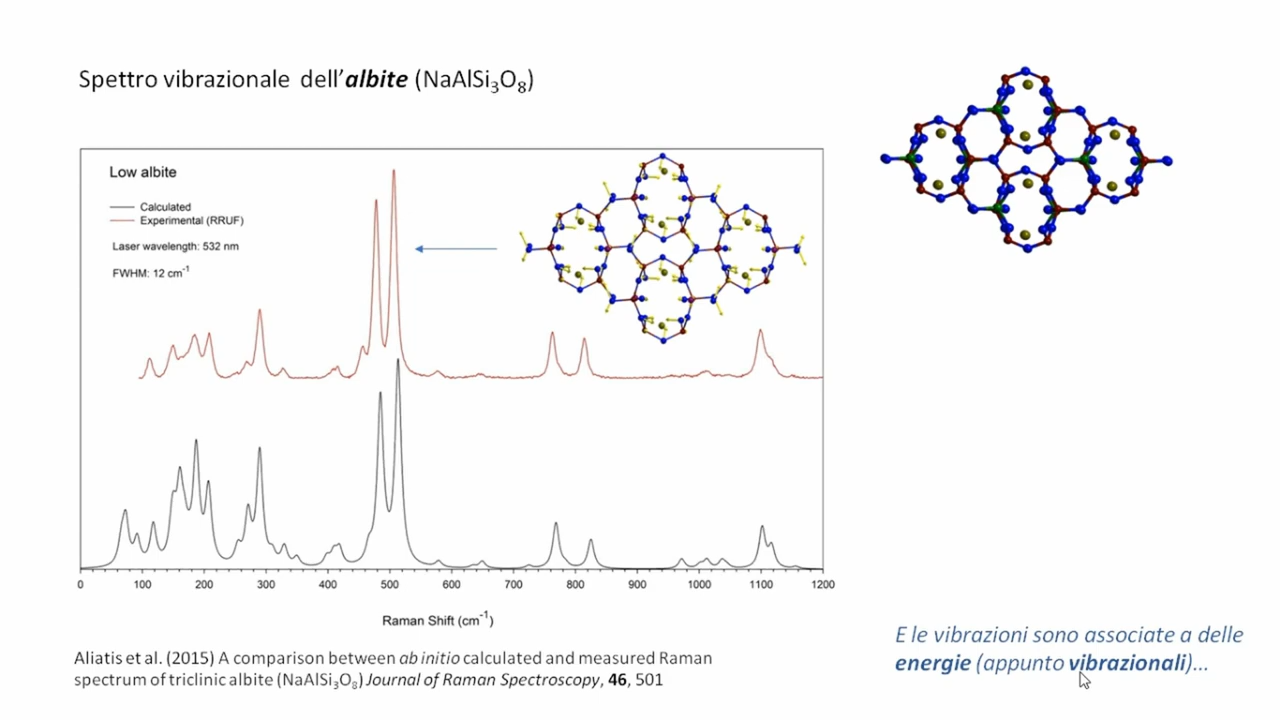 Spettro vibrazionale dell'albite (NaAlSi₃O₈)
Low albite
Calculated
Experimental (RRUF)
Laser wavelength: 532 nm
FWHM: 12 cm⁻¹
0 100 200 300 400 500 600 700 800 900 1000 1100 1200
Raman Shift (cm⁻¹)
Aliatis et al. (2015) A comparison between ab initio calculated and measured Raman
spectrum of triclinic albite (NaAlSi₃O₈) Journal of Raman Spectroscopy, 46, 501
E le vibrazioni sono associate a delle
energie (appunto vibrazionali)...